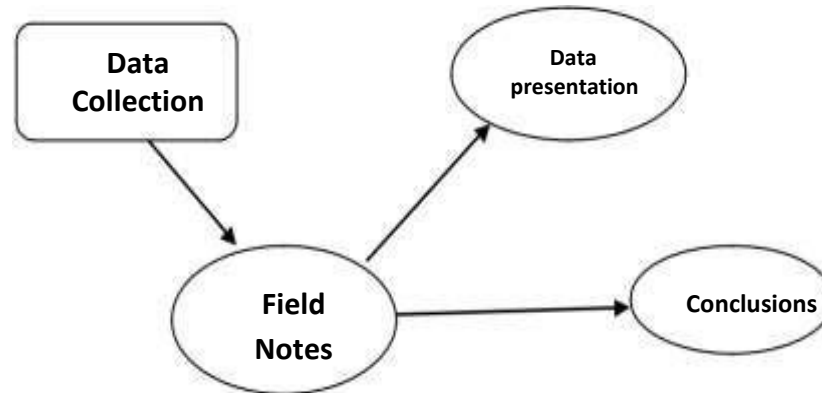 Data
Collection
Data
presentation
Field
Notes
Conclusions